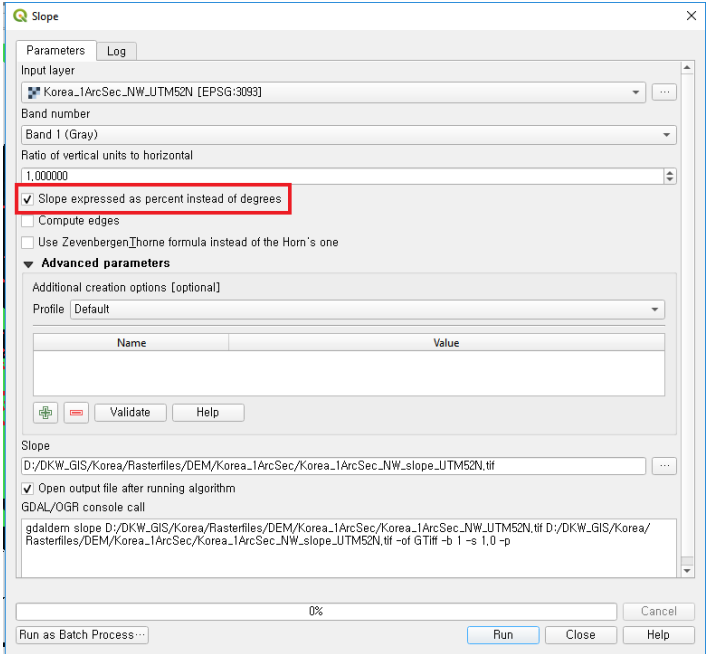 Slope
Parameters
Log
Input layer
Korea_1ArcSec_NW_UTM52N [EPSG:3093]
...
Band number
Band 1 (Gray)
Ratio of vertical units to horizontal
1,000000
Slope expressed as percent instead of degrees
Compute edges
Use ZevenbergenThorne formula instead of the Horn's one
Advanced parameters
Additional creation options [optional]
Profile Default
Name Value
Validate Help
Slope
D:/DKW_GIS/Korea/Rasterfiles/DEM/Korea_1ArcSec/Korea_1ArcSec_NW_slope_UTM52N.tif
...
Open output file after running algorithm
GDAL/OGR console call
gdaldem slope D:/DKW_GIS/Korea/Rasterfiles/DEM/Korea_1ArcSec/Korea_1ArcSec_NW_UTM52N.tif D:/DKW_GIS/Korea/
Rasterfiles/DEM/Korea_1ArcSec/Korea_1ArcSec_NW_slope_UTM52N.tif -of GTiff -b 1 -s 1.0 -p
0%
Cancel
Run as Batch Process...
Run
Close
Help